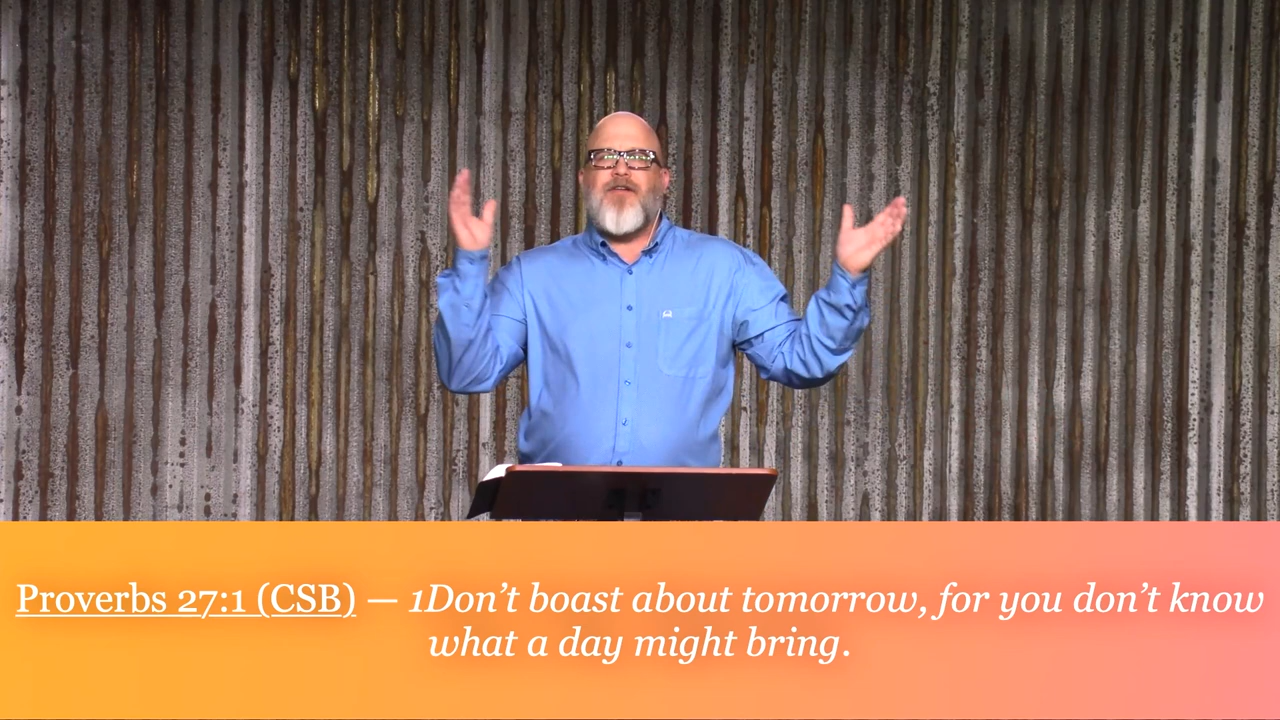 Proverbs 27:1 (CSB) — 1Don’t boast about tomorrow, for you don’t know
what a day might bring.